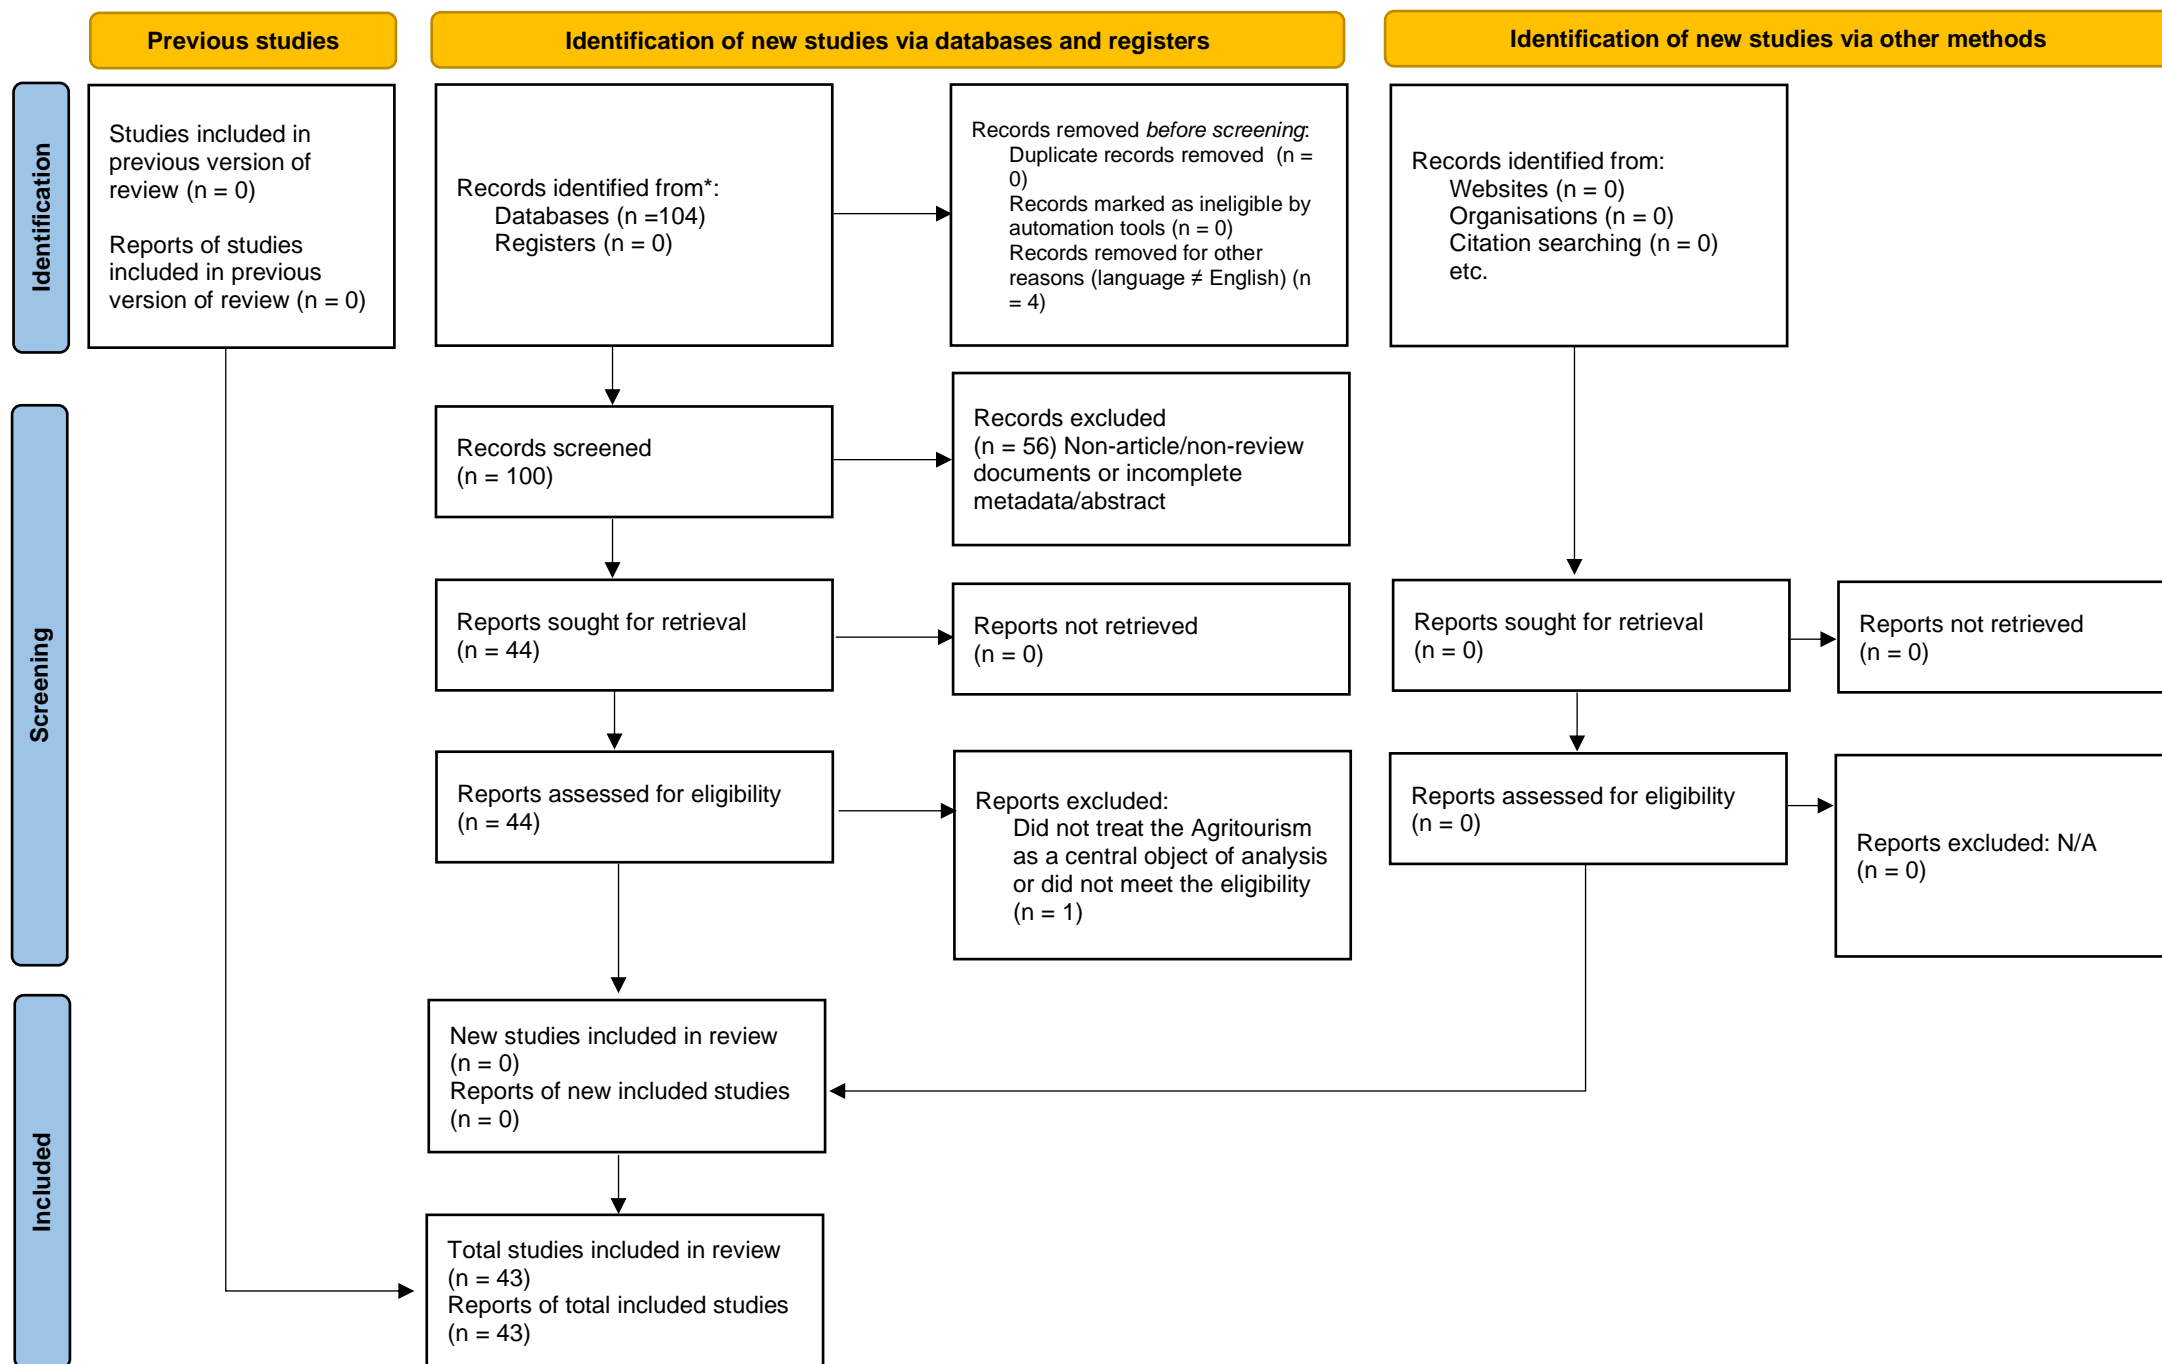 Previous studies
Identification of new studies via databases and registers
Identification of new studies via other methods
Identification
Studies included in
previous version of
review (n = 0)
Reports of studies
included in previous
version of review (n = 0)
Records identified from*:
Databases (n =104)
Registers (n = 0)
Records removed before screening:
Duplicate records removed  (n =
0)
Records marked as ineligible by
automation tools (n = 0)
Records removed for other
reasons (language ≠ English) (n
= 4)
Records identified from:
Websites (n = 0)
Organisations (n = 0)
Citation searching (n = 0)
etc.
Screening
Records screened
(n = 100)
Records excluded
(n = 56) Non-article/non-review
documents or incomplete
metadata/abstract
Reports sought for retrieval
(n = 44)
Reports not retrieved
(n = 0)
Reports sought for retrieval
(n = 0)
Reports not retrieved
(n = 0)
Reports assessed for eligibility
(n = 44)
Reports excluded:
Did not treat the Agritourism
as a central object of analysis
or did not meet the eligibility
(n = 1)
Reports assessed for eligibility
(n = 0)
Reports excluded: N/A
(n = 0)
Included
New studies included in review
(n = 0)
Reports of new included studies
(n = 0)
Total studies included in review
(n = 43)
Reports of total included studies
(n = 43)